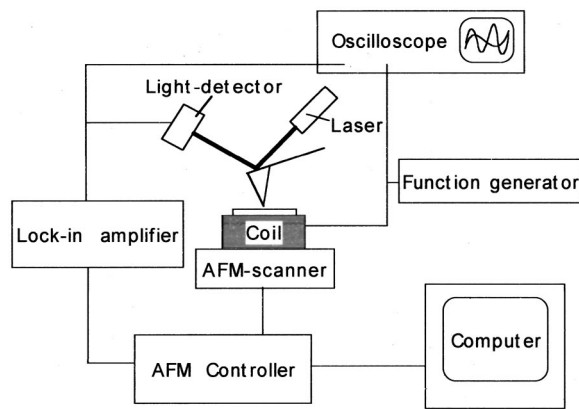 Oscilloscope
Light-detector
Laser
Function generator
Lock-in amplifier
Coil
AFM-scanner
Computer
AFM Controller